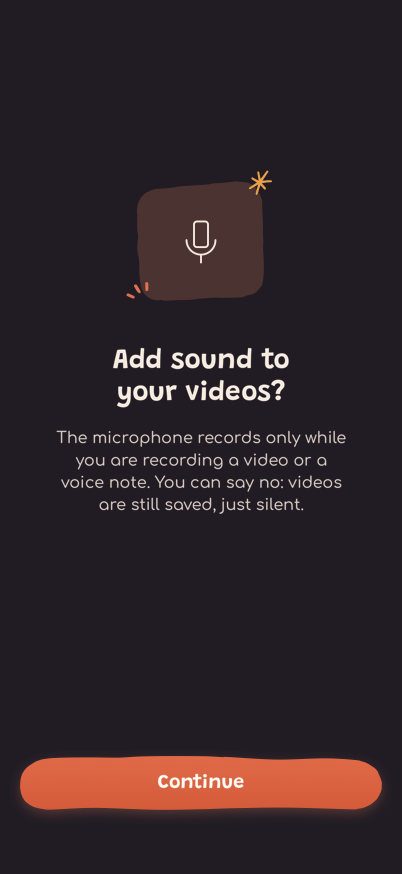 Add sound to
your videos?
The microphone records only while
you are recording a video or a
voice note. You can say no: videos
are still saved, just silent.
Continue